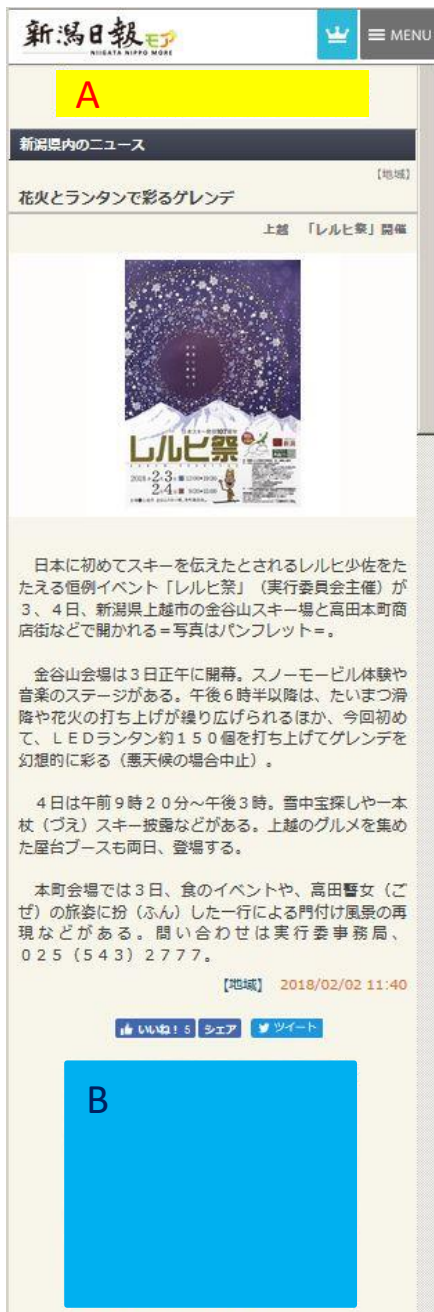 新潟日報モア
NIIGATA NIPPO MORE
MENU
A
新潟県内のニュース
【地域】
花火とランタンで彩るゲレンデ
上越 「レルヒ祭」開催
レルヒ祭
日本に初めてスキーを伝えたとされるレルヒ少佐をた
たえる恒例イベント「レルヒ祭」（実行委員会主催）が
３、４日、新潟県上越市の金谷山スキー場と高田本町商
店街などで開かれる＝写真はパンフレット＝。
金谷山会場は３日正午に開幕。スノーモービル体験や
音楽のステージがある。午後６時半以降は、たいまつ滑
降や花火の打ち上げが繰り広げられるほか、今回初め
て、ＬＥＤランタン約１５０個を打ち上げてゲレンデを
幻想的に彩る（悪天候の場合中止）。
４日は午前９時２０分～午後３時。雪中宝探しや一本
杖（づえ）スキー披露などがある。上越のグルメを集め
た屋台ブースも両日、登場する。
本町会場では３日、食のイベントや、高田瞽女（ご
ぜ）の旅姿に扮（ふん）した一行による門付け風景の再
現などがある。問い合わせは実行委事務局、
０２５（５４３）２７７７。
【地域】 2018/02/02 11:40
いいね！ 5 シェア ツイート
B